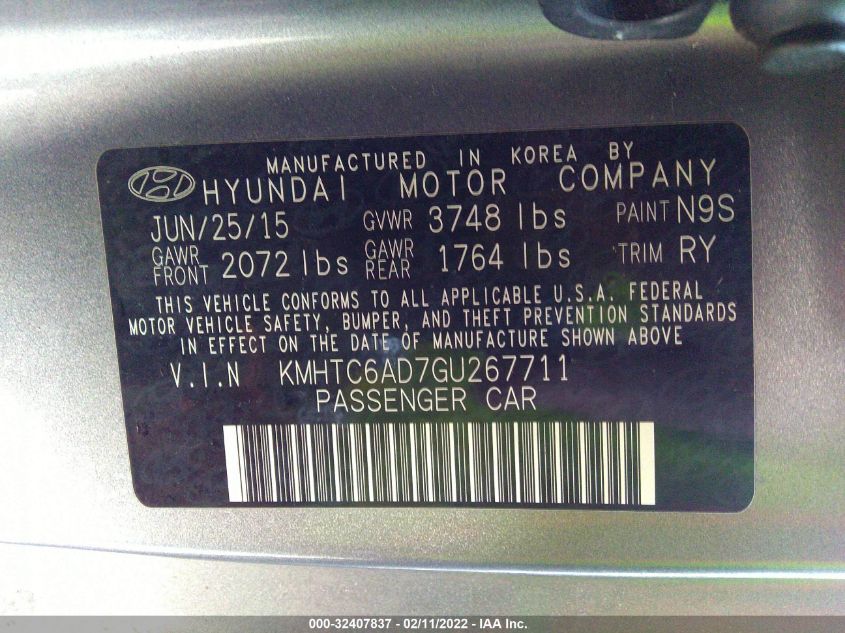 MANUFACTURED IN KOREA BY
HYUNDAI MOTOR COMPANY
JUN/25/15 GVWR 3748 lbs PAINT N9S
GAWR FRONT 2072 lbs GAWR REAR 1764 lbs TRIM RY
THIS VEHICLE CONFORMS TO ALL APPLICABLE U.S.A. FEDERAL
MOTOR VEHICLE SAFETY, BUMPER, AND THEFT PREVENTION STANDARDS
IN EFFECT ON THE DATE OF MANUFACTURE SHOWN ABOVE
V.I.N KMHTC6AD7GU267711
PASSENGER CAR
000-32407837 - 02/11/2022 - IAA Inc.